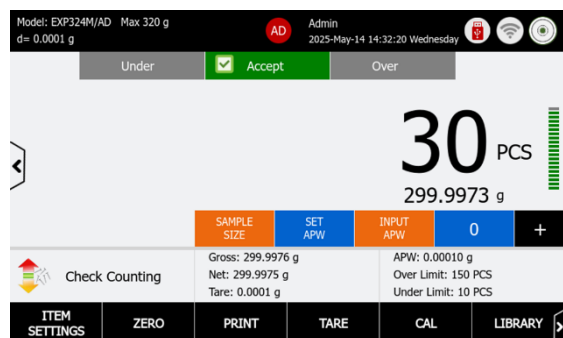 Model: EXP324M/AD Max 320 g
d= 0.0001 g
AD
Admin
2025-May-14 14:32:20 Wednesday
Under
Accept
Over
30 PCS
299.9973 g
SAMPLE
SIZE
SET
APW
INPUT
APW
0
+
Check Counting
Gross: 299.9976 g
Net: 299.9975 g
Tare: 0.0001 g
APW: 0.00010 g
Over Limit: 150 PCS
Under Limit: 10 PCS
ITEM
SETTINGS
ZERO
PRINT
TARE
CAL
LIBRARY